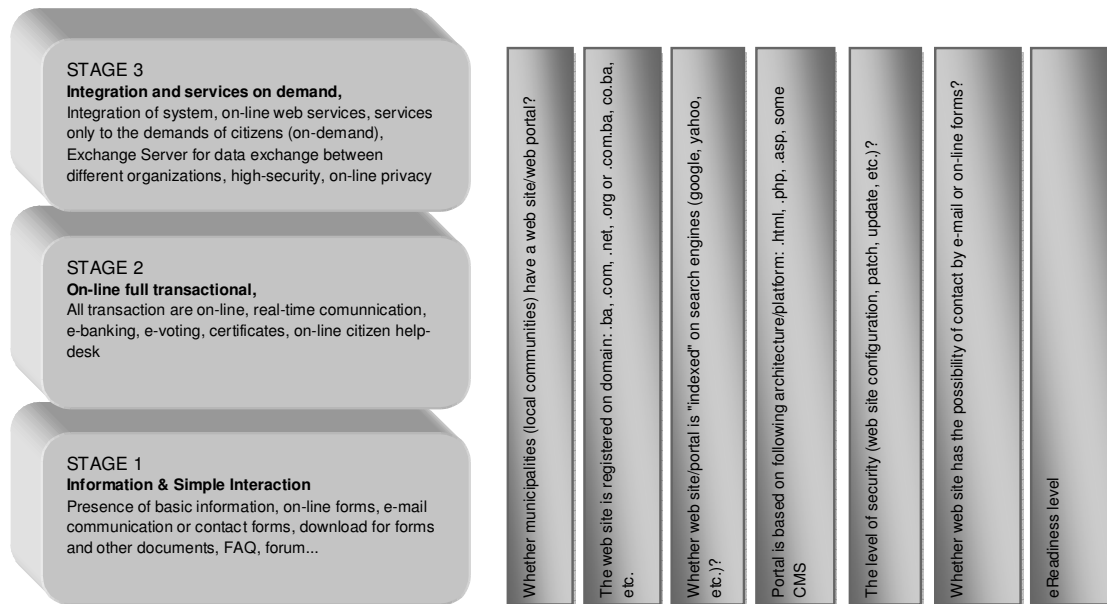 STAGE 3
Integration and services on demand,
Integration of system, on-line web services, services
only to the demands of citizens (on-demand),
Exchange Server for data exchange between
different organizations, high-security, on-line privacy
STAGE 2
On-line full transactional,
All transaction are on-line, real-time comunnication,
e-banking, e-voting, certificates, on-line citizen help-
desk
STAGE 1
Information & Simple Interaction
Presence of basic information, on-line forms, e-mail
communication or contact forms, download for forms
and other documents, FAQ, forum...
Whether municipalities (local communities) have a web site/web portal?
The web site is registered on domain: .ba, .com, .net, .org or .com.ba, co.ba,
etc.
Whether web site/portal is "indexed" on search engines (google, yahoo,
etc.)?
Portal is based on following architecture/platform: .html, .php, .asp, some
CMS
The level of security (web site configuration, patch, update, etc.)?
Whether web site has the possibility of contact by e-mail or on-line forms?
eReadiness level